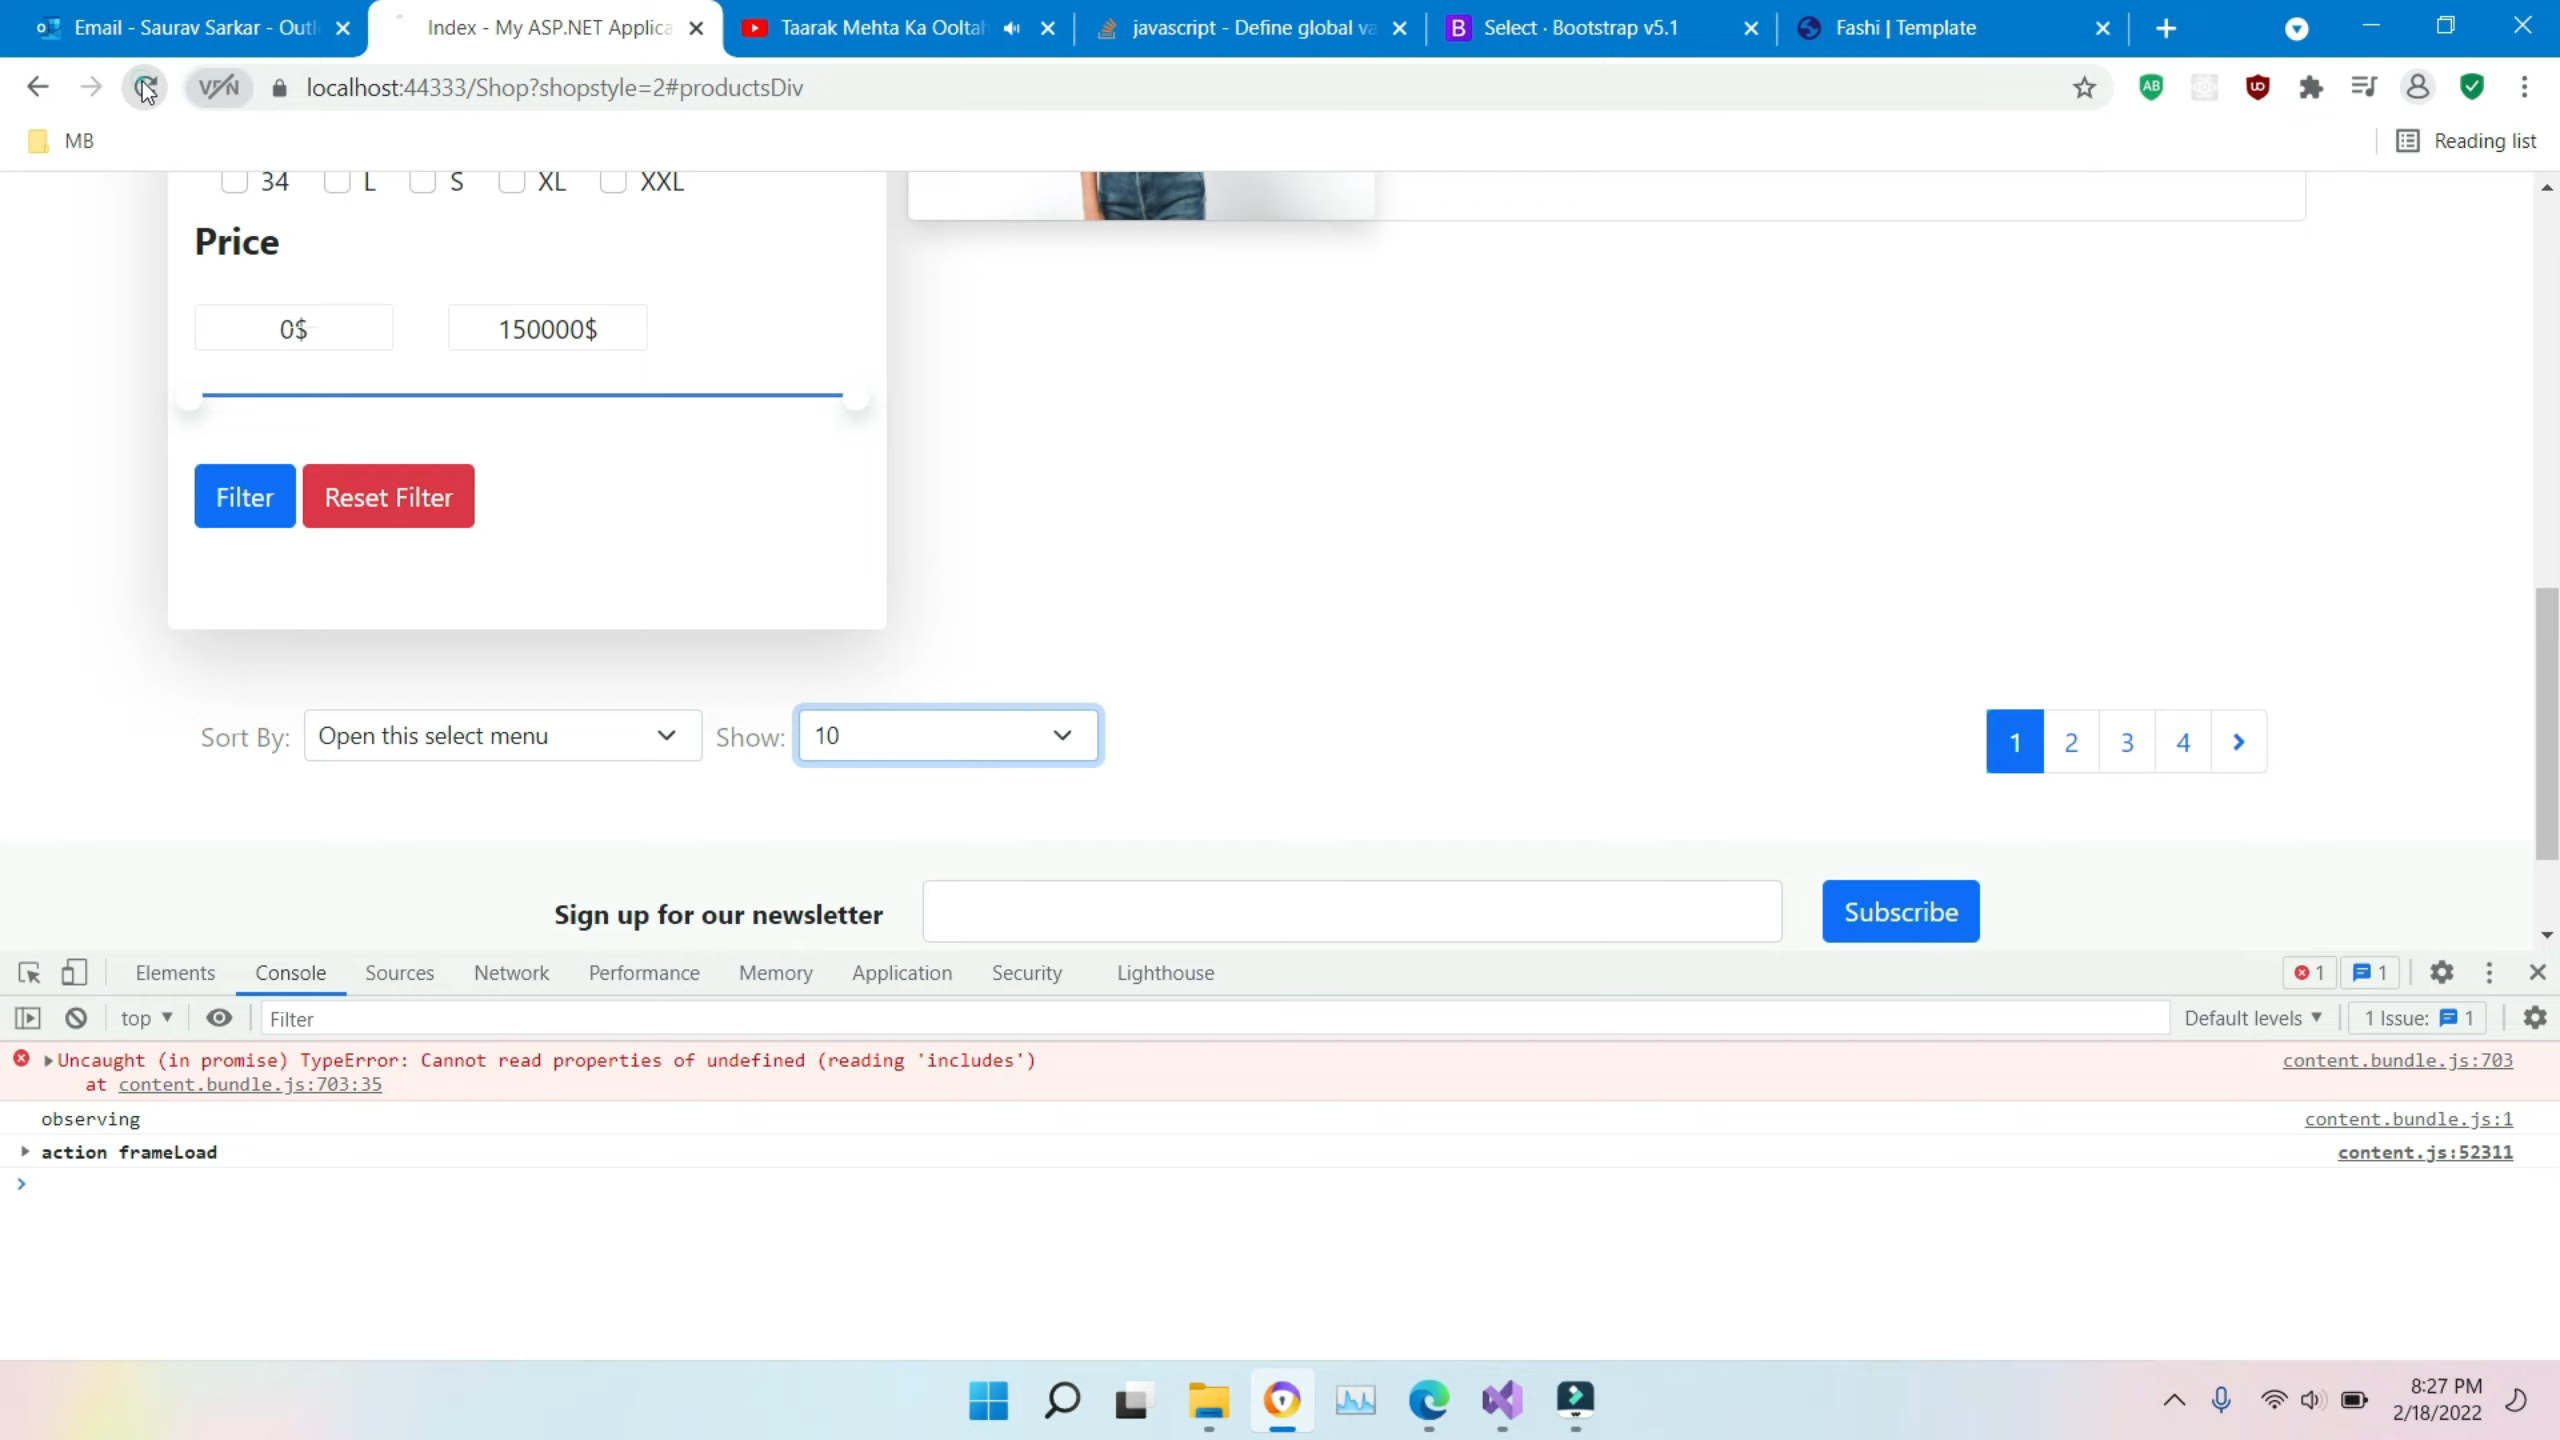 Email - Saurav Sarkar - Outl
Index - My ASP.NET Applica
Taarak Mehta Ka Ooltah
javascript - Define global va
B Select · Bootstrap v5.1
Fashi | Template
VPN localhost:44333/Shop?shopstyle=2#productsDiv
MB
Reading list
34 L S XL XXL
Price
0$ 150000$
Filter Reset Filter
Sort By: Open this select menu Show: 10
1 2 3 4
Sign up for our newsletter Subscribe
Elements Console Sources Network Performance Memory Application Security Lighthouse 1 1
top Filter Default levels 1 Issue: 1
Uncaught (in promise) TypeError: Cannot read properties of undefined (reading 'includes') content.bundle.js:703
at content.bundle.js:703:35
observing content.bundle.js:1
action frameLoad content.js:52311
8:27 PM
2/18/2022